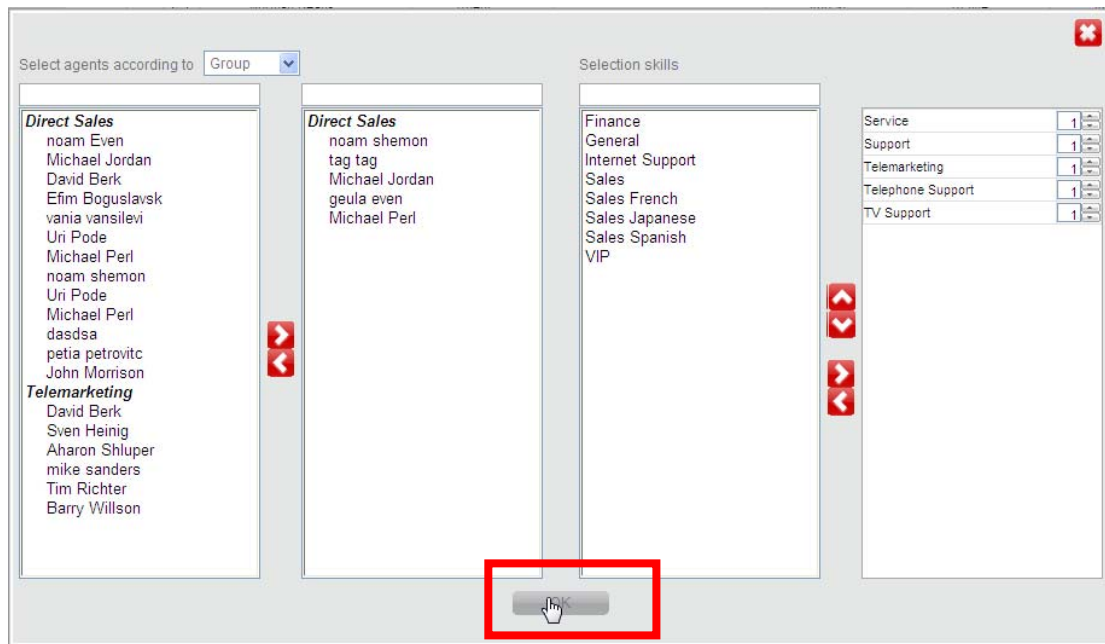 Select agents according to Group
Selection skills
Direct Sales
noam Even
Michael Jordan
David Berk
Efim Boguslavsk
vania vansilevi
Uri Pode
Michael Perl
noam shemon
Uri Pode
Michael Perl
dasdsa
petia petrovitc
John Morrison
Telemarketing
David Berk
Sven Heinig
Aharon Shluper
mike sanders
Tim Richter
Barry Willson
Direct Sales
noam shemon
tag tag
Michael Jordan
geula even
Michael Perl
Finance
General
Internet Support
Sales
Sales French
Sales Japanese
Sales Spanish
VIP
Service 1
Support 1
Telemarketing 1
Telephone Support 1
TV Support 1
OK